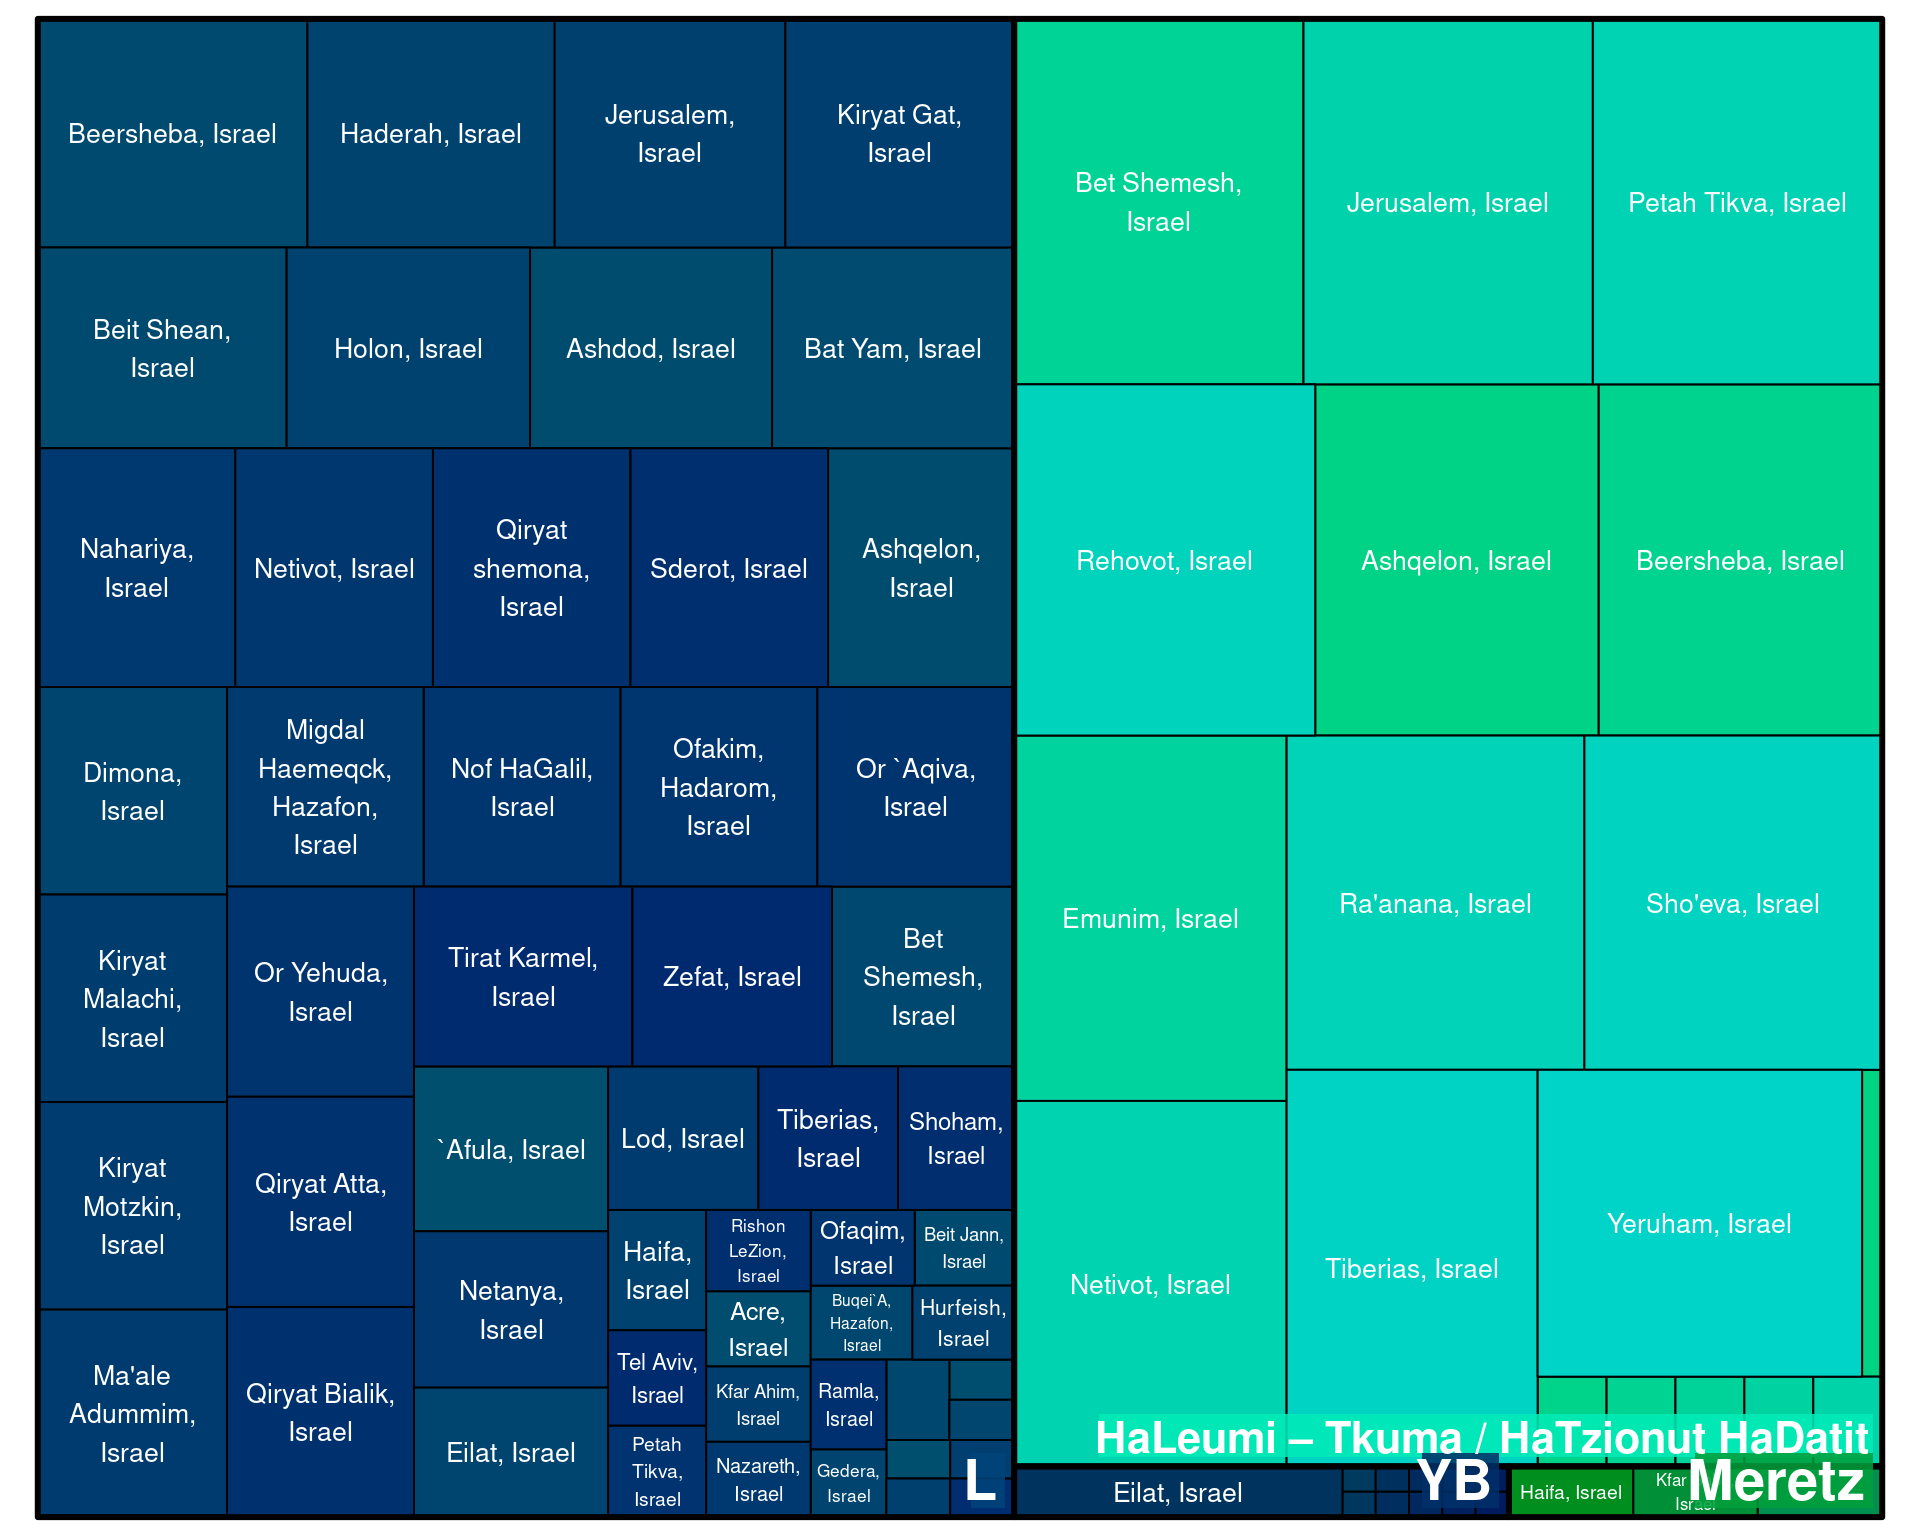 Beersheba, Israel
Haderah, Israel
Jerusalem,
Israel
Kiryat Gat,
Israel
Beit Shean,
Israel
Holon, Israel
Ashdod, Israel
Bat Yam, Israel
Nahariya,
Israel
Netivot, Israel
Qiryat
shemona,
Israel
Sderot, Israel
Ashqelon,
Israel
Dimona,
Israel
Migdal
Haemeqck,
Hazafon,
Israel
Nof HaGalil,
Israel
Ofakim,
Hadarom,
Israel
Or `Aqiva,
Israel
Kiryat
Malachi,
Israel
Or Yehuda,
Israel
Tirat Karmel,
Israel
Zefat, Israel
Bet
Shemesh,
Israel
Kiryat
Motzkin,
Israel
Qiryat Atta,
Israel
`Afula, Israel
Lod, Israel
Tiberias,
Israel
Shoham,
Israel
Ma'ale
Adummim,
Israel
Qiryat Bialik,
Israel
Netanya,
Israel
Eilat, Israel
Haifa,
Israel
Rishon
LeZion,
Israel
Ofaqim,
Israel
Beit Jann,
Israel
Acre,
Israel
Buqei`A,
Hazafon,
Israel
Hurfeish,
Israel
Tel Aviv,
Israel
Kfar Ahim,
Israel
Ramla,
Israel
Petah
Tikva,
Israel
Nazareth,
Israel
Gedera,
Israel
L
Bet Shemesh,
Israel
Jerusalem, Israel
Petah Tikva, Israel
Rehovot, Israel
Ashqelon, Israel
Beersheba, Israel
Emunim, Israel
Ra'anana, Israel
Sho'eva, Israel
Netivot, Israel
Tiberias, Israel
Yeruham, Israel
HaLeumi – Tkuma / HaTzionut HaDatit
Eilat, Israel
YB
Haifa, Israel
Kfar
Israel
Meretz